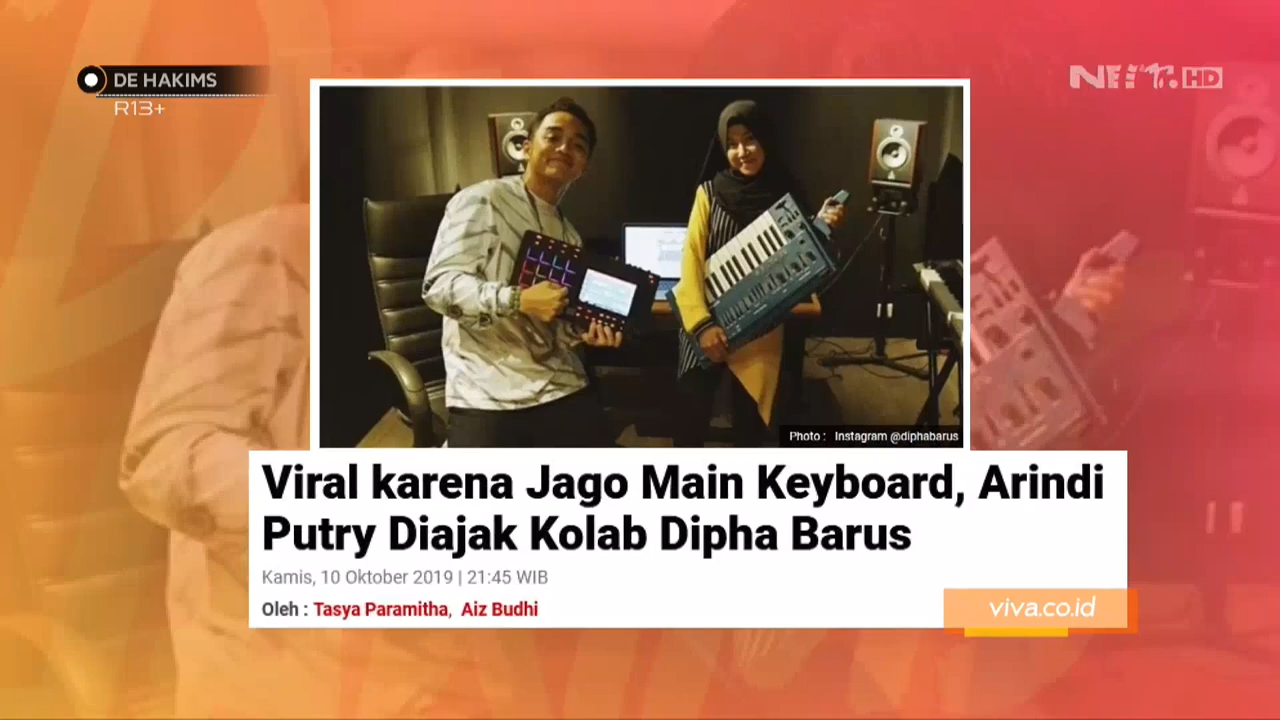 DE HAKIMS
R13+
HD
Photo : Instagram @diphabarus
Viral karena Jago Main Keyboard, Arindi
Putry Diajak Kolab Dipha Barus
Kamis, 10 Oktober 2019 | 21:45 WIB
Oleh : Tasya Paramitha, Aiz Budhi
viva.co.id